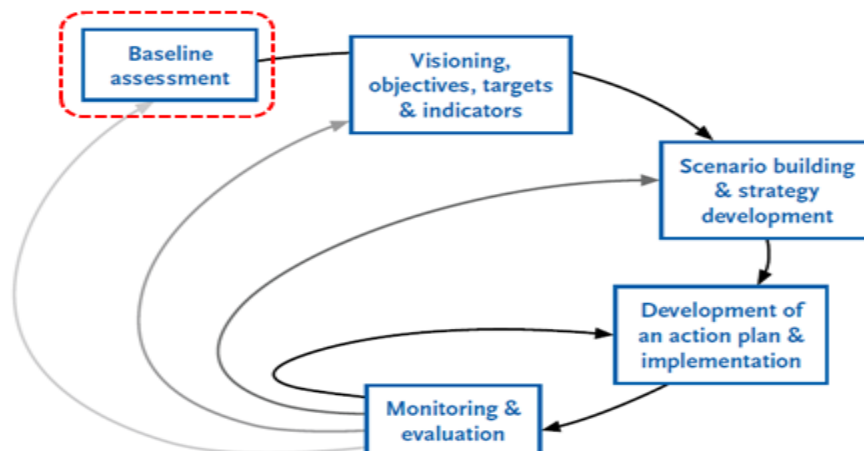 Baseline
assessment
Visioning,
objectives, targets
& indicators
Scenario building
& strategy
development
Development of
an action plan &
implementation
Monitoring &
evaluation